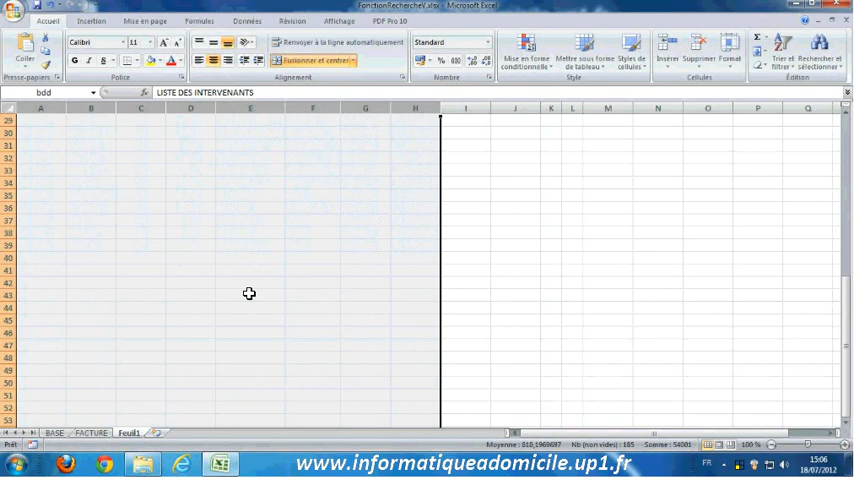 FonctionRechercheV.xlsx - Microsoft Excel
Accueil Insertion Mise en page Formules Données Révision Affichage PDF Pro 10
Calibri 11 Renvoyer à la ligne automatiquement Standard
Coller G I S Fusionner et centrer % 000 Mise en forme conditionnelle Mettre sous forme de tableau Styles de cellules Insérer Supprimer Format Σ Trier et filtrer Rechercher et sélectionner
Presse-papiers Police Alignement Nombre Style Cellules Édition
bdd fx LISTE DES INTERVENANTS
A B C D E F G H I J K L M N O P Q
29
30
31
32
33
34
35
36
37
38
39
40
41
42
43
44
45
46
47
48
49
50
51
52
53
BASE FACTURE Feuil1
Prêt Moyenne : 818,1969697 Nb (non vides) : 185 Somme : 54001 100 %
www.informatiqueadomicile.up1.fr
FR 15:06
18/07/2012